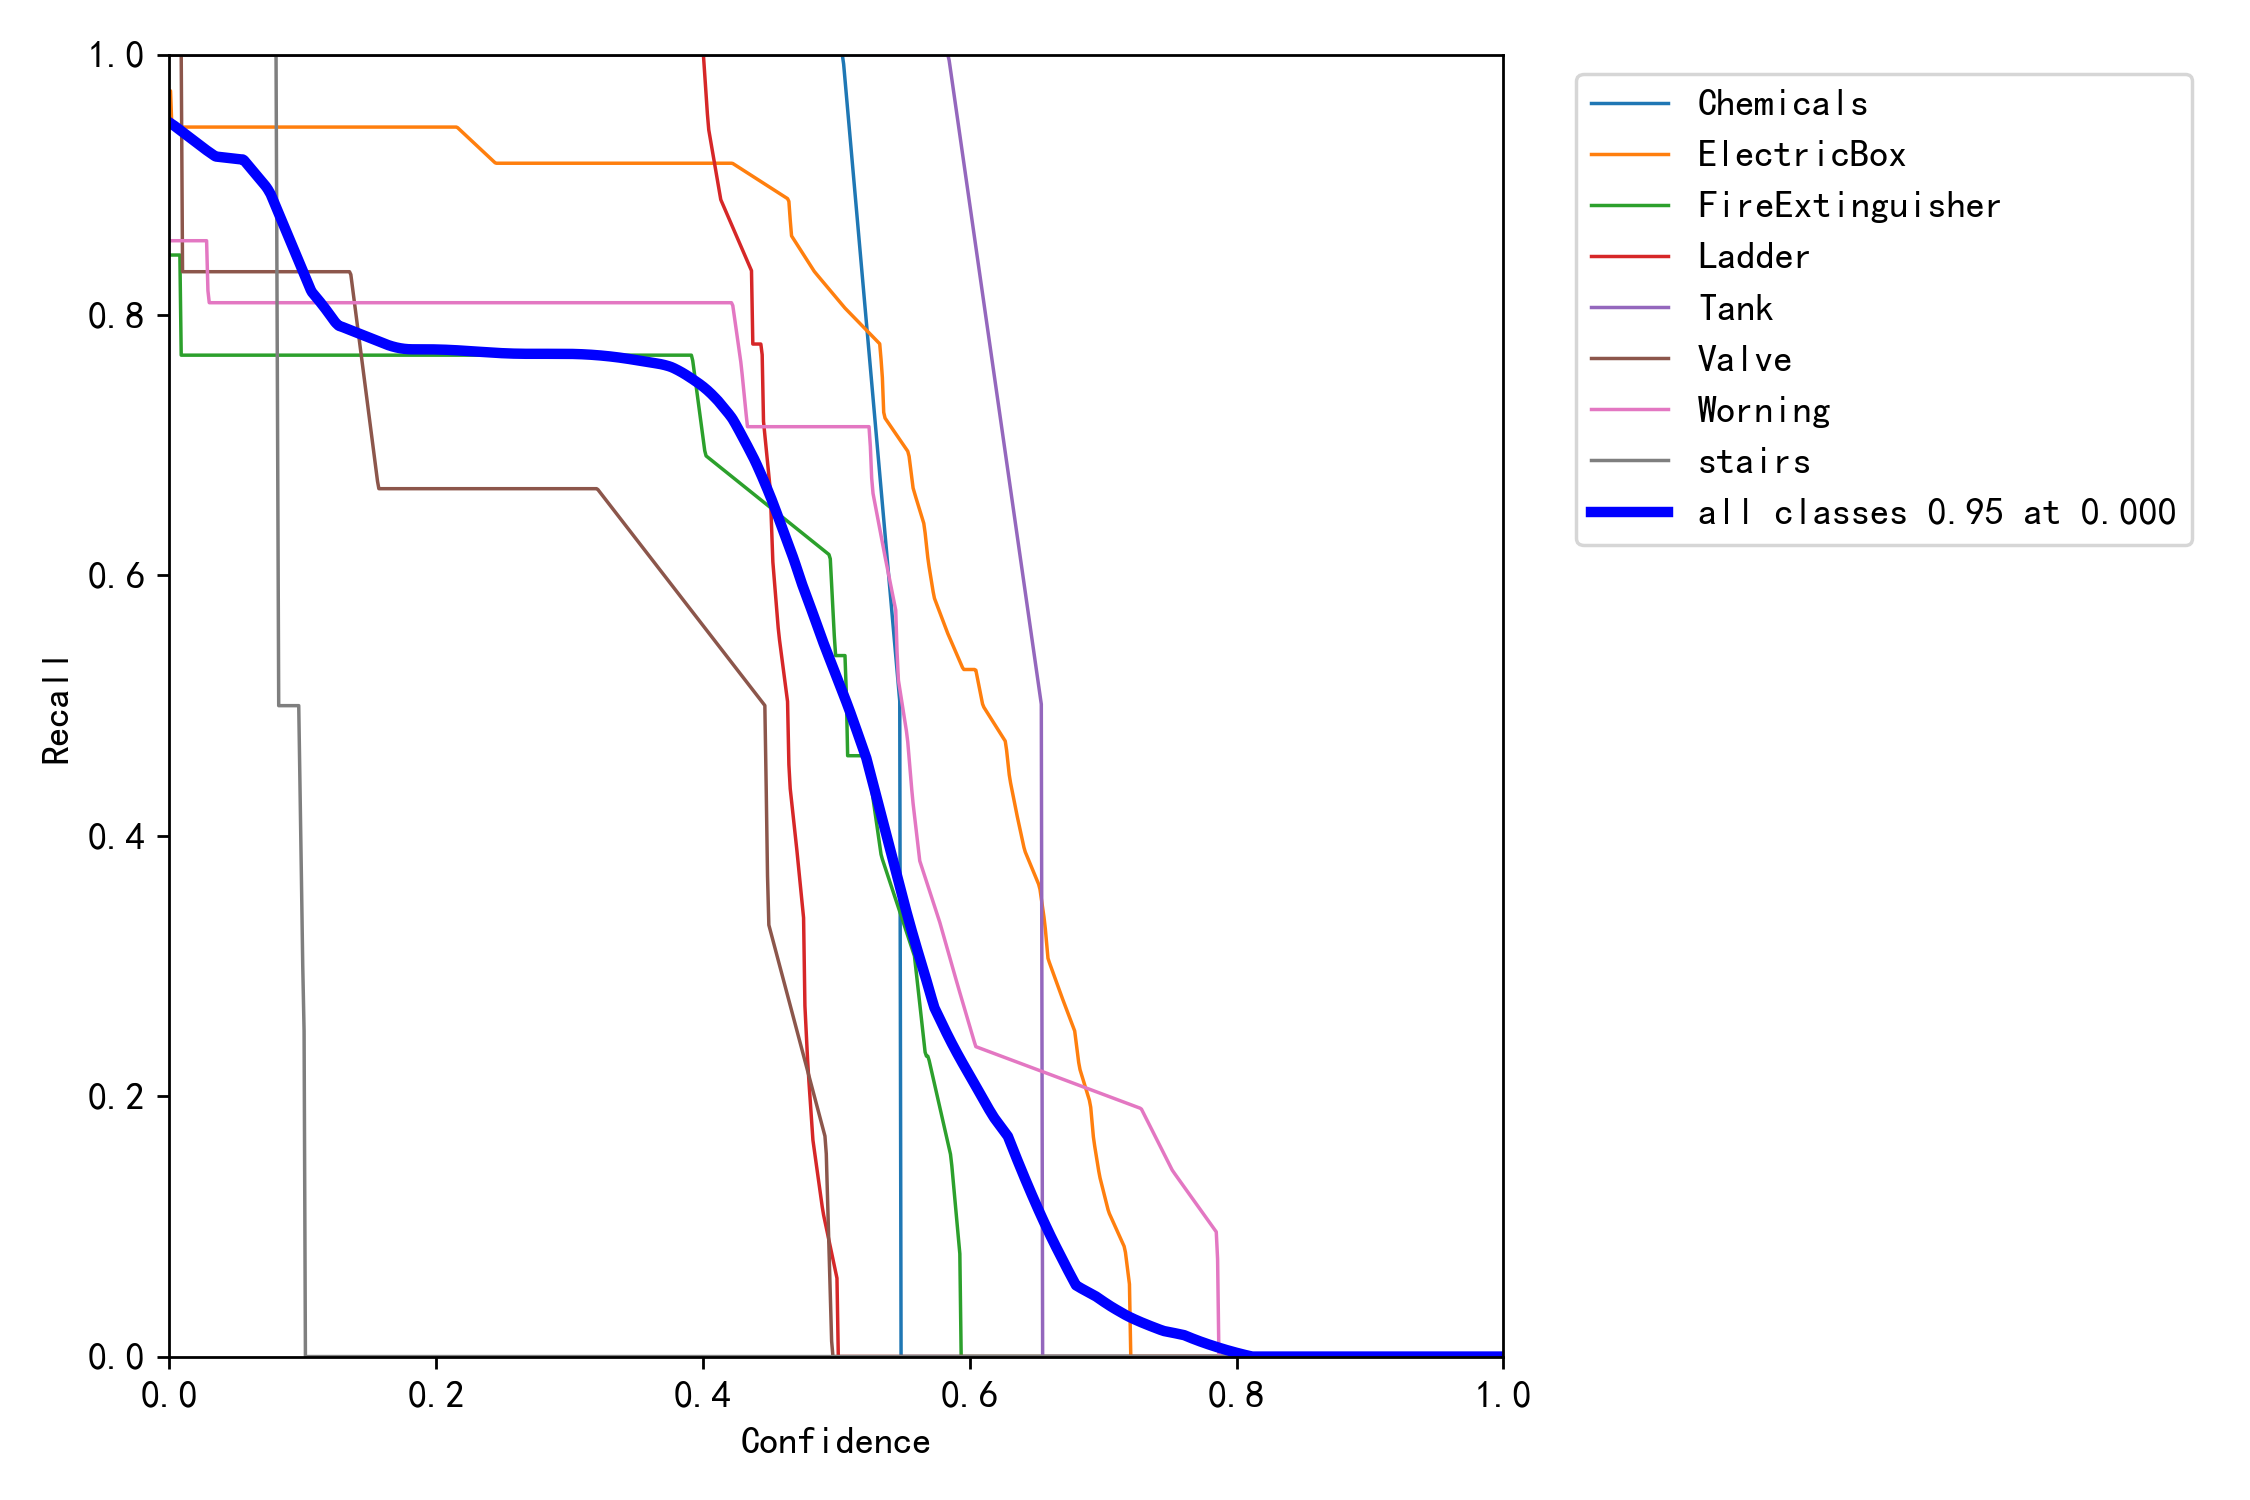 1.0
0.8
0.6
0.4
0.2
0.0
0.0 0.2 0.4 0.6 0.8 1.0
Confidence
Recall
Chemicals
ElectricBox
FireExtinguisher
Ladder
Tank
Valve
Worning
stairs
all classes 0.95 at 0.000